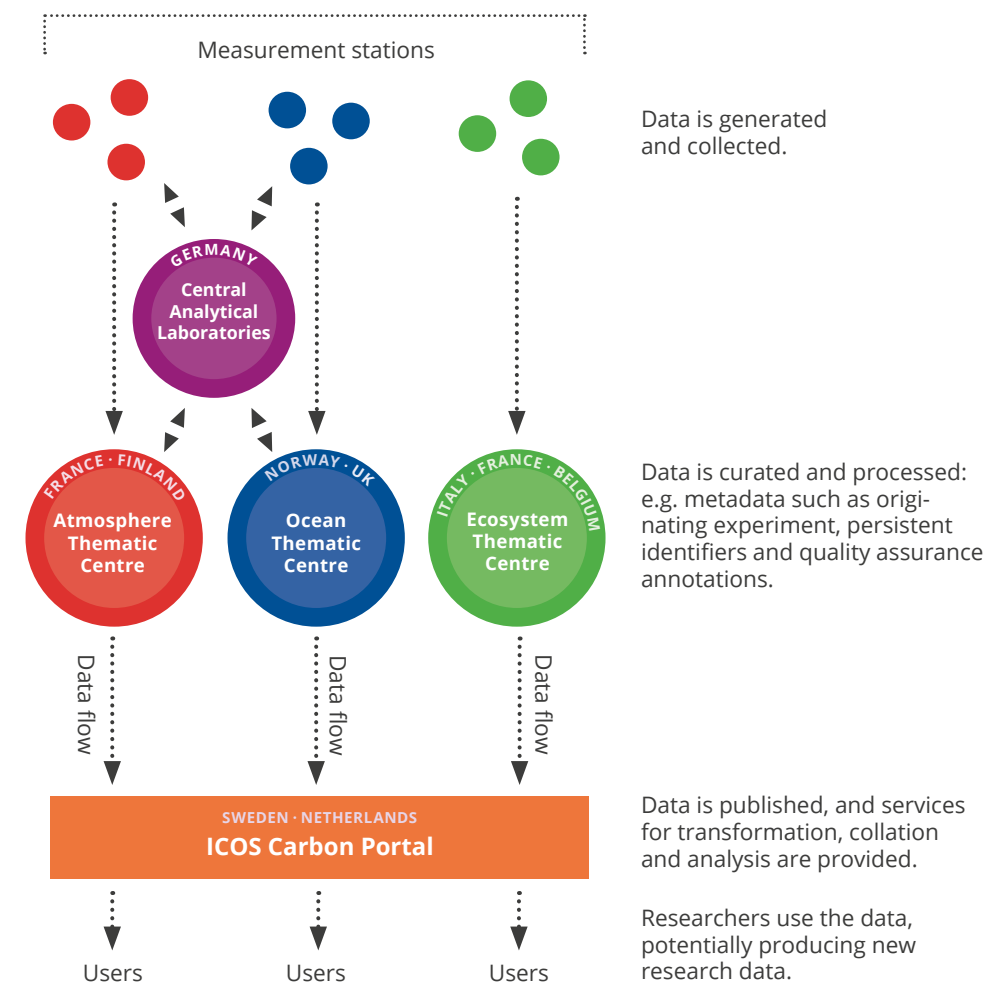 Measurement stations
Data is generated
and collected.
GERMANY
Central
Analytical
Laboratories
FRANCE · FINLAND
Atmosphere
Thematic
Centre
NORWAY · UK
Ocean
Thematic
Centre
ITALY · FRANCE · BELGIUM
Ecosystem
Thematic
Centre
Data is curated and processed:
e.g. metadata such as origi-
nating experiment, persistent
identifiers and quality assurance
annotations.
Data flow
Data flow
Data flow
SWEDEN · NETHERLANDS
ICOS Carbon Portal
Data is published, and services
for transformation, collation
and analysis are provided.
Users
Users
Users
Researchers use the data,
potentially producing new
research data.